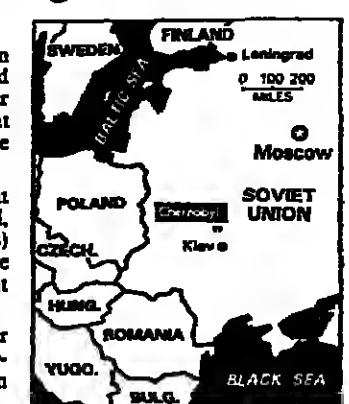 FINLAND
SWEDEN
Leningrad
0 100 200
MILES
BALTIC SEA
Moscow
POLAND
SOVIET
UNION
Chernobyl
Kiev
CZECH.
HUNG.
ROMANIA
YUGO.
BLACK SEA
BULG.